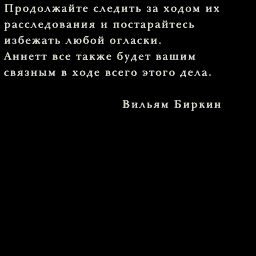 Продолжайте следить за ходом их
расследования и постарайтесь
избежать любой огласки.
Аннетт все также будет вашим
связным в ходе всего этого дела.
Вильям Биркин